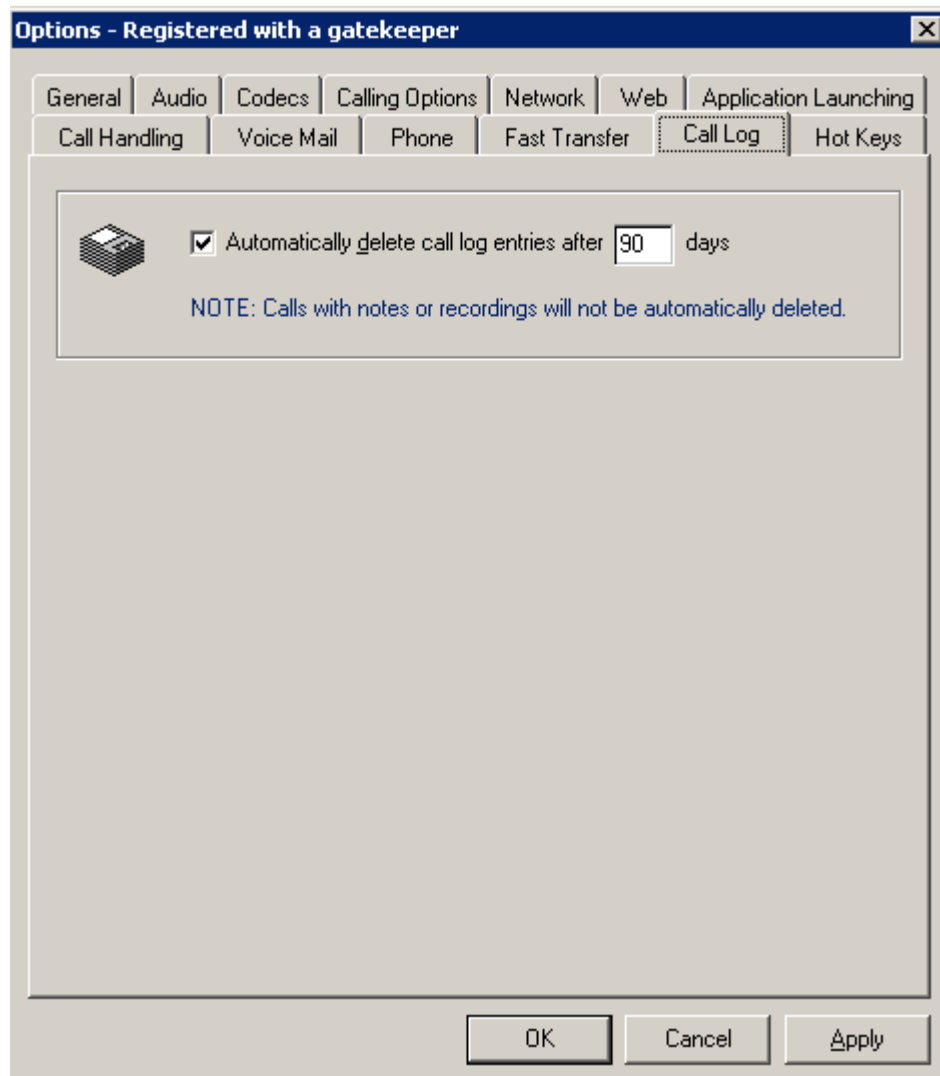 Options - Registered with a gatekeeper
General Audio Codecs Calling Options Network Web Application Launching
Call Handling Voice Mail Phone Fast Transfer Call Log Hot Keys
Automatically delete call log entries after 90 days
NOTE: Calls with notes or recordings will not be automatically deleted.
OK Cancel Apply